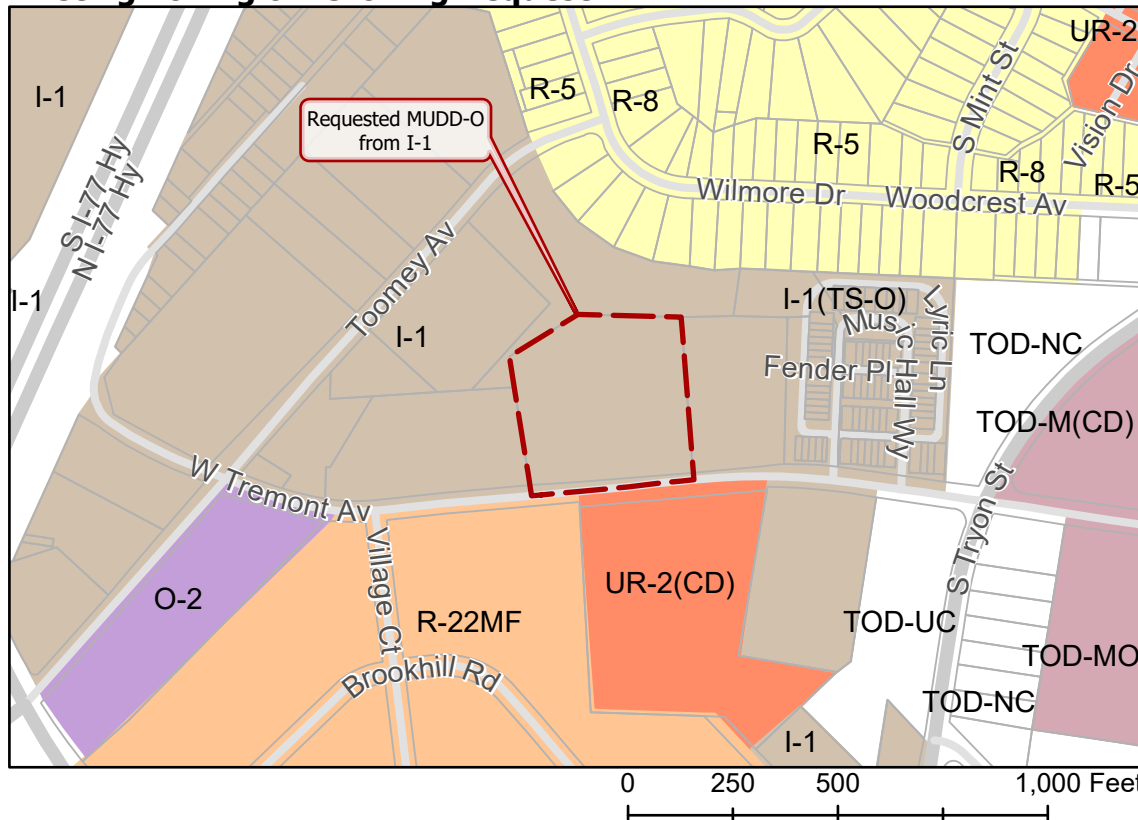 I-1
S I-77 Hy
N I-77 Hy
I-1
Requested MUDD-O
from I-1
R-5
R-8
R-5
S Mint St
UR-2
Vision Dr
R-8
R-5
Wilmore Dr
Woodcrest Av
Toomey Av
I-1
I-1(TS-O)
Lyric Ln
Music Hall Wy
Fender Pl
TOD-NC
TOD-M(CD)
W Tremont Av
S Tryon St
O-2
Village Ct
R-22MF
Brookhill Rd
UR-2(CD)
TOD-UC
TOD-MO
TOD-NC
I-1
0 250 500 1,000 Feet